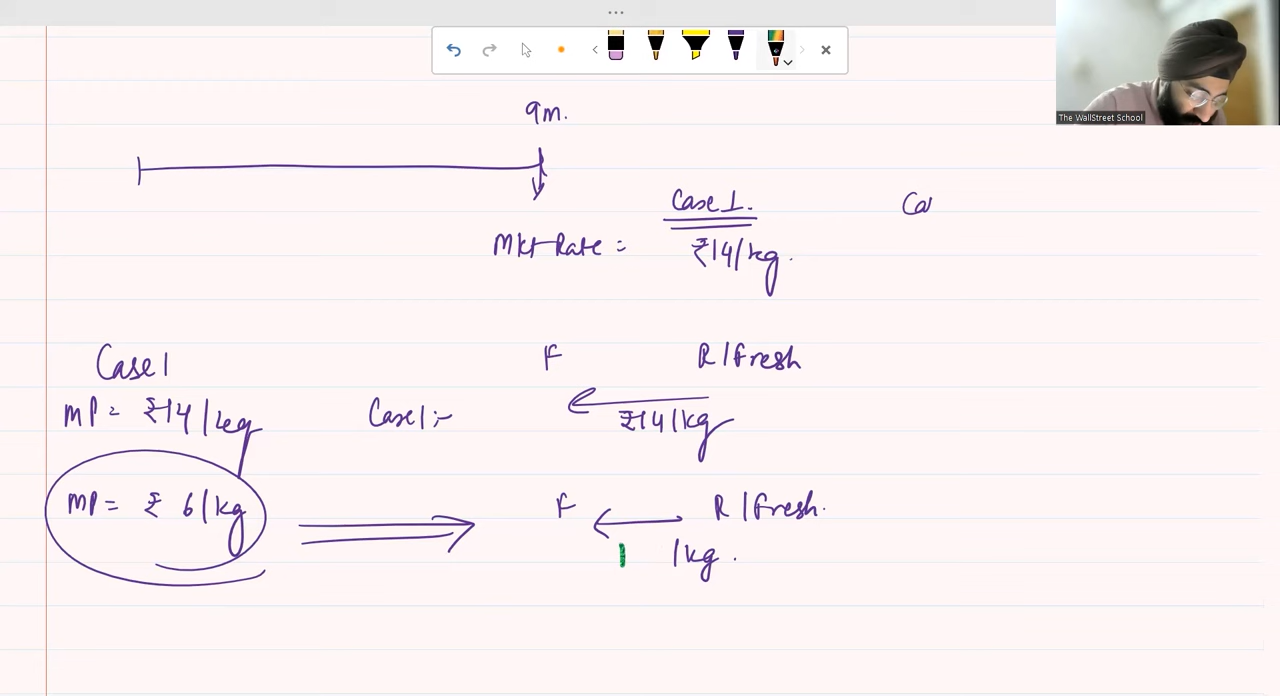 The WallStreet School
9m.
Case 1. Ca
Mkt Rate = ₹14/kg.
Case 1 F R/Fresh
MP = ₹14/kg Case 1:- ₹14/kg
MP = ₹ 6/kg F R/Fresh.
/kg.